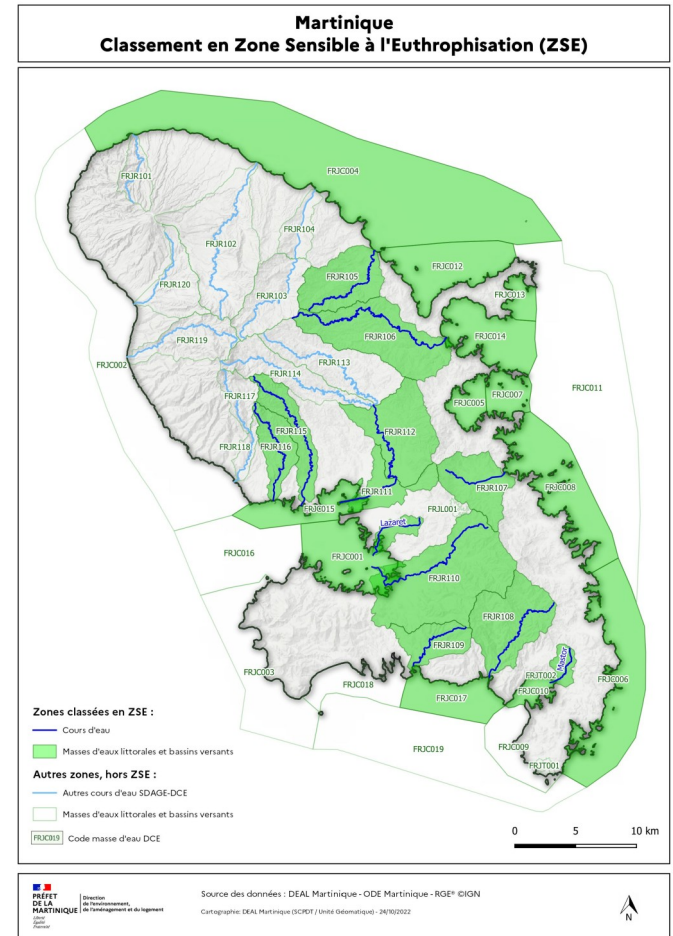 Martinique
Classement en Zone Sensible à l'Euthrophisation (ZSE)
FRJC004
FRJR101
FRJR104
FRJR102
FRJC012
FRJR105
FRJR120
FRJC013
FRJR103
FRJR106
FRJC014
FRJR119
FRJR113
FRJC002
FRJR114
FRJC011
FRJR117
FRJC007
FRJC005
FRJR115
FRJR112
FRJR116
FRJR118
FRJC008
FRJR107
FRJR111
FRJC015
FRJL001
Lazaret
FRJC016
FRJC001
FRJR110
FRJR108
FRJR109
FRJC003
Mastor
FRJT002
FRJC006
FRJC018
FRJC010
FRJC017
FRJC019
FRJC009
FRJT001
Zones classées en ZSE :
Cours d'eau
Masses d'eaux littorales et bassins versants
Autres zones, hors ZSE :
Autres cours d'eau SDAGE-DCE
Masses d'eaux littorales et bassins versants
FRJC019 Code masse d'eau DCE
0 5 10 km
PRÉFET
DE LA
MARTINIQUE
Liberté
Égalité
Fraternité
Direction
de l'environnement,
de l'aménagement et du logement
Source des données : DEAL Martinique - ODE Martinique - RGE® ©IGN
Cartographie: DEAL Martinique (SCPDT / Unité Géomatique) - 24/10/2022
N